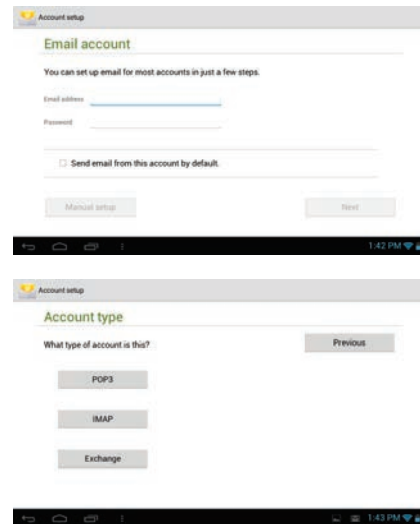 Account setup
Email account
You can set up email for most accounts in just a few steps.
Email address
Password
Send email from this account by default.
Manual setup
Next
1:42 PM
Account setup
Account type
What type of account is this?
Previous
POP3
IMAP
Exchange
1:43 PM